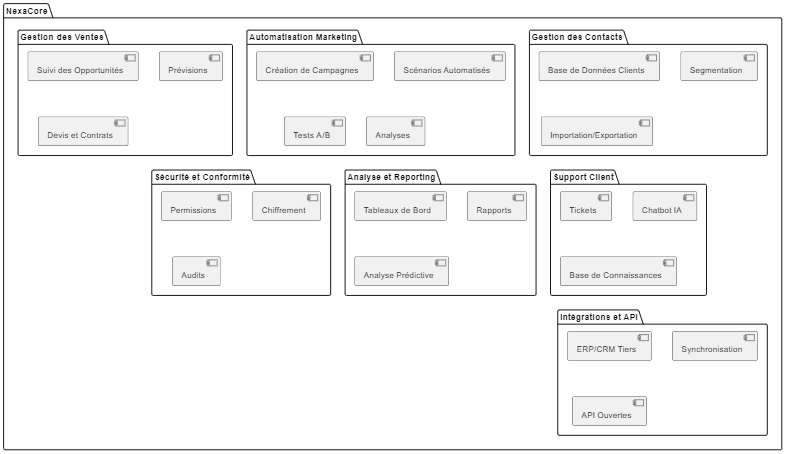 NexaCore
Gestion des Ventes
Suivi des Opportunités
Prévisions
Devis et Contrats
Automatisation Marketing
Création de Campagnes
Scénarios Automatisés
Tests A/B
Analyses
Gestion des Contacts
Base de Données Clients
Segmentation
Importation/Exportation
Sécurité et Conformité
Permissions
Chiffrement
Audits
Analyse et Reporting
Tableaux de Bord
Rapports
Analyse Prédictive
Support Client
Tickets
Chatbot IA
Base de Connaissances
Intégrations et API
ERP/CRM Tiers
Synchronisation
API Ouvertes